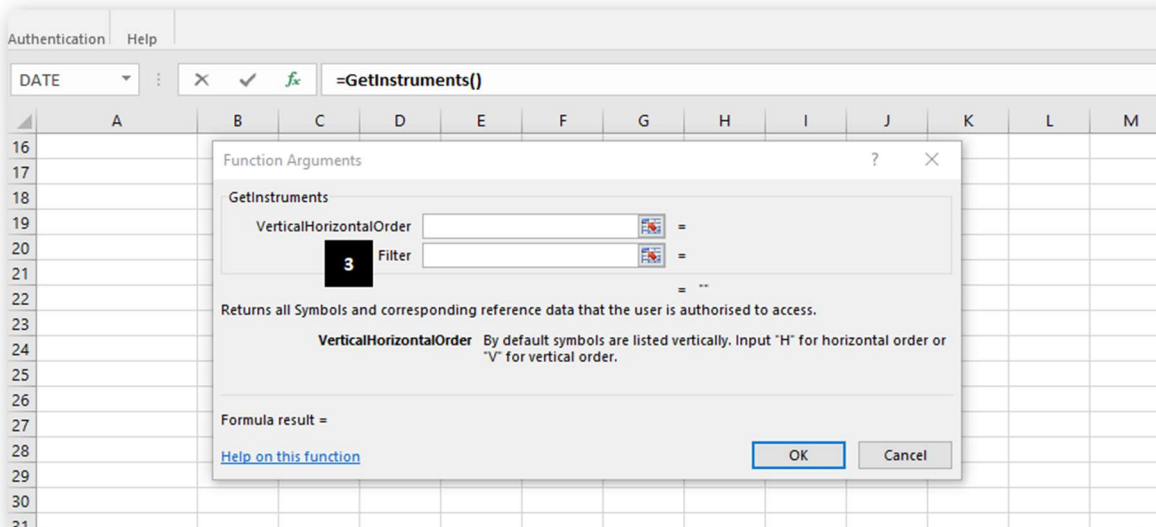 Authentication Help
DATE fx =GetInstruments()
A B C D E F G H I J K L M
16
17
18
19
20
21
22
23
24
25
26
27
28
29
30
31
Function Arguments ? ×
GetInstruments
VerticalHorizontalOrder =
3 Filter =
= ""
Returns all Symbols and corresponding reference data that the user is authorised to access.
VerticalHorizontalOrder By default symbols are listed vertically. Input "H" for horizontal order or
"V" for vertical order.
Formula result =
Help on this function OK Cancel